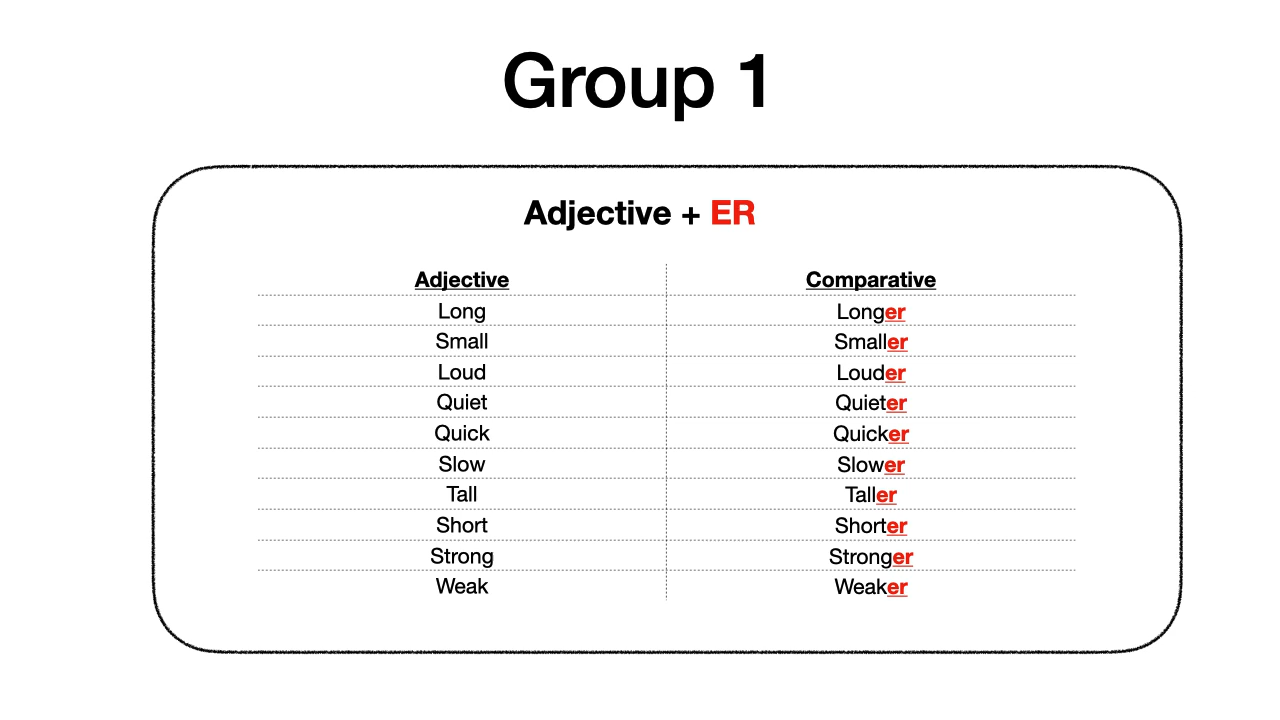 Group 1
Adjective + ER
Adjective Comparative
Long Longer
Small Smaller
Loud Louder
Quiet Quieter
Quick Quicker
Slow Slower
Tall Taller
Short Shorter
Strong Stronger
Weak Weaker